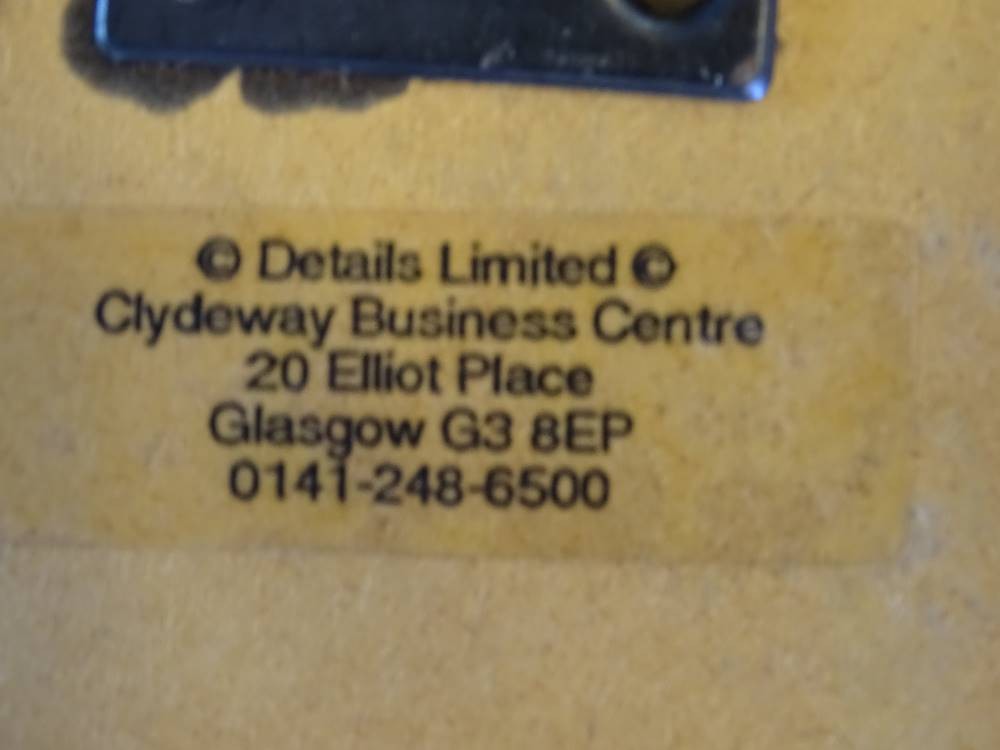 © Details Limited ©
Clydeway Business Centre
20 Elliot Place
Glasgow G3 8EP
0141-248-6500